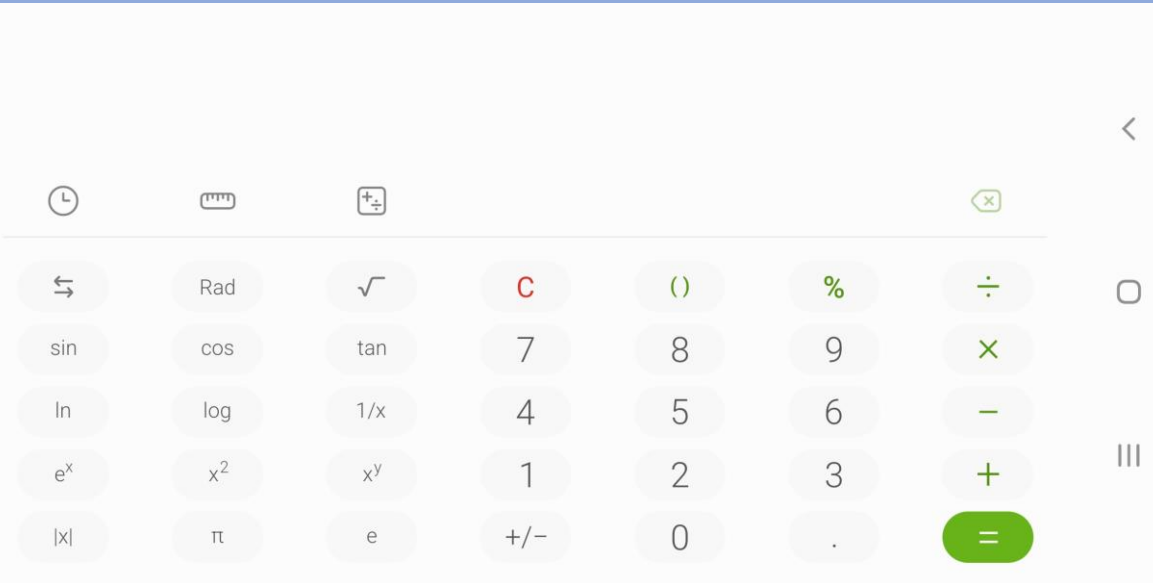 Rad √ C () % ÷
sin cos tan 7 8 9 ×
ln log 1/x 4 5 6 −
eˣ x² xʸ 1 2 3 +
|x| π e +/− 0 . =